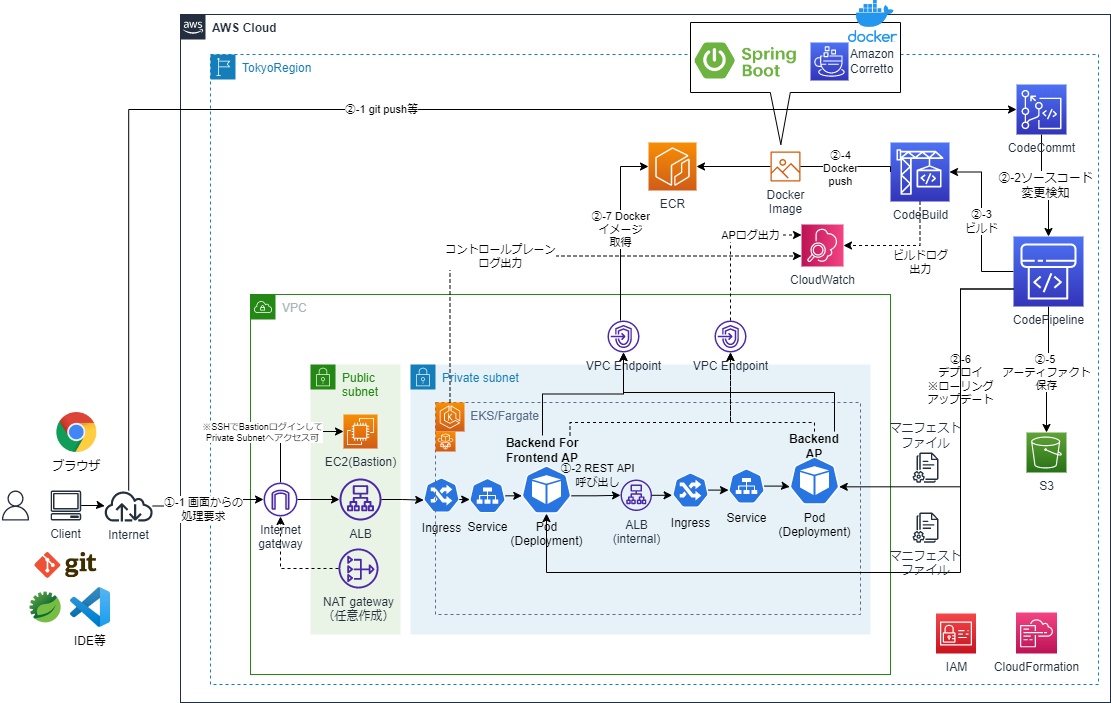 aws
AWS Cloud
docker
Spring
Boot
Amazon
Corretto
TokyoRegion
②-1 git push等
CodeCommt
②-2ソースコード
変更検知
②-4
Docker
push
ECR
Docker
Image
CodeBuild
②-3
ビルド
②-7 Docker
イメージ
取得
APログ出力
コントロールプレーン
ログ出力
CloudWatch
ビルドログ
出力
CodePipeline
VPC
VPC Endpoint
VPC Endpoint
②-6
デプロイ
※ローリング
アップデート
②-5
アーティファクト
保存
Public
subnet
Private subnet
EKS/Fargate
※SSHでBastionログインして
Private Subnetへアクセス可
EC2(Bastion)
Backend For
Frontend AP
Backend
AP
①-2 REST API
呼び出し
マニフェスト
ファイル
S3
ブラウザ
Client
Internet
①-1 画面からの
処理要求
Internet
gateway
ALB
Ingress
Service
Pod
(Deployment)
ALB
(internal)
Ingress
Service
Pod
(Deployment)
マニフェスト
ファイル
git
NAT gateway
(任意作成)
IDE等
IAM
CloudFormation